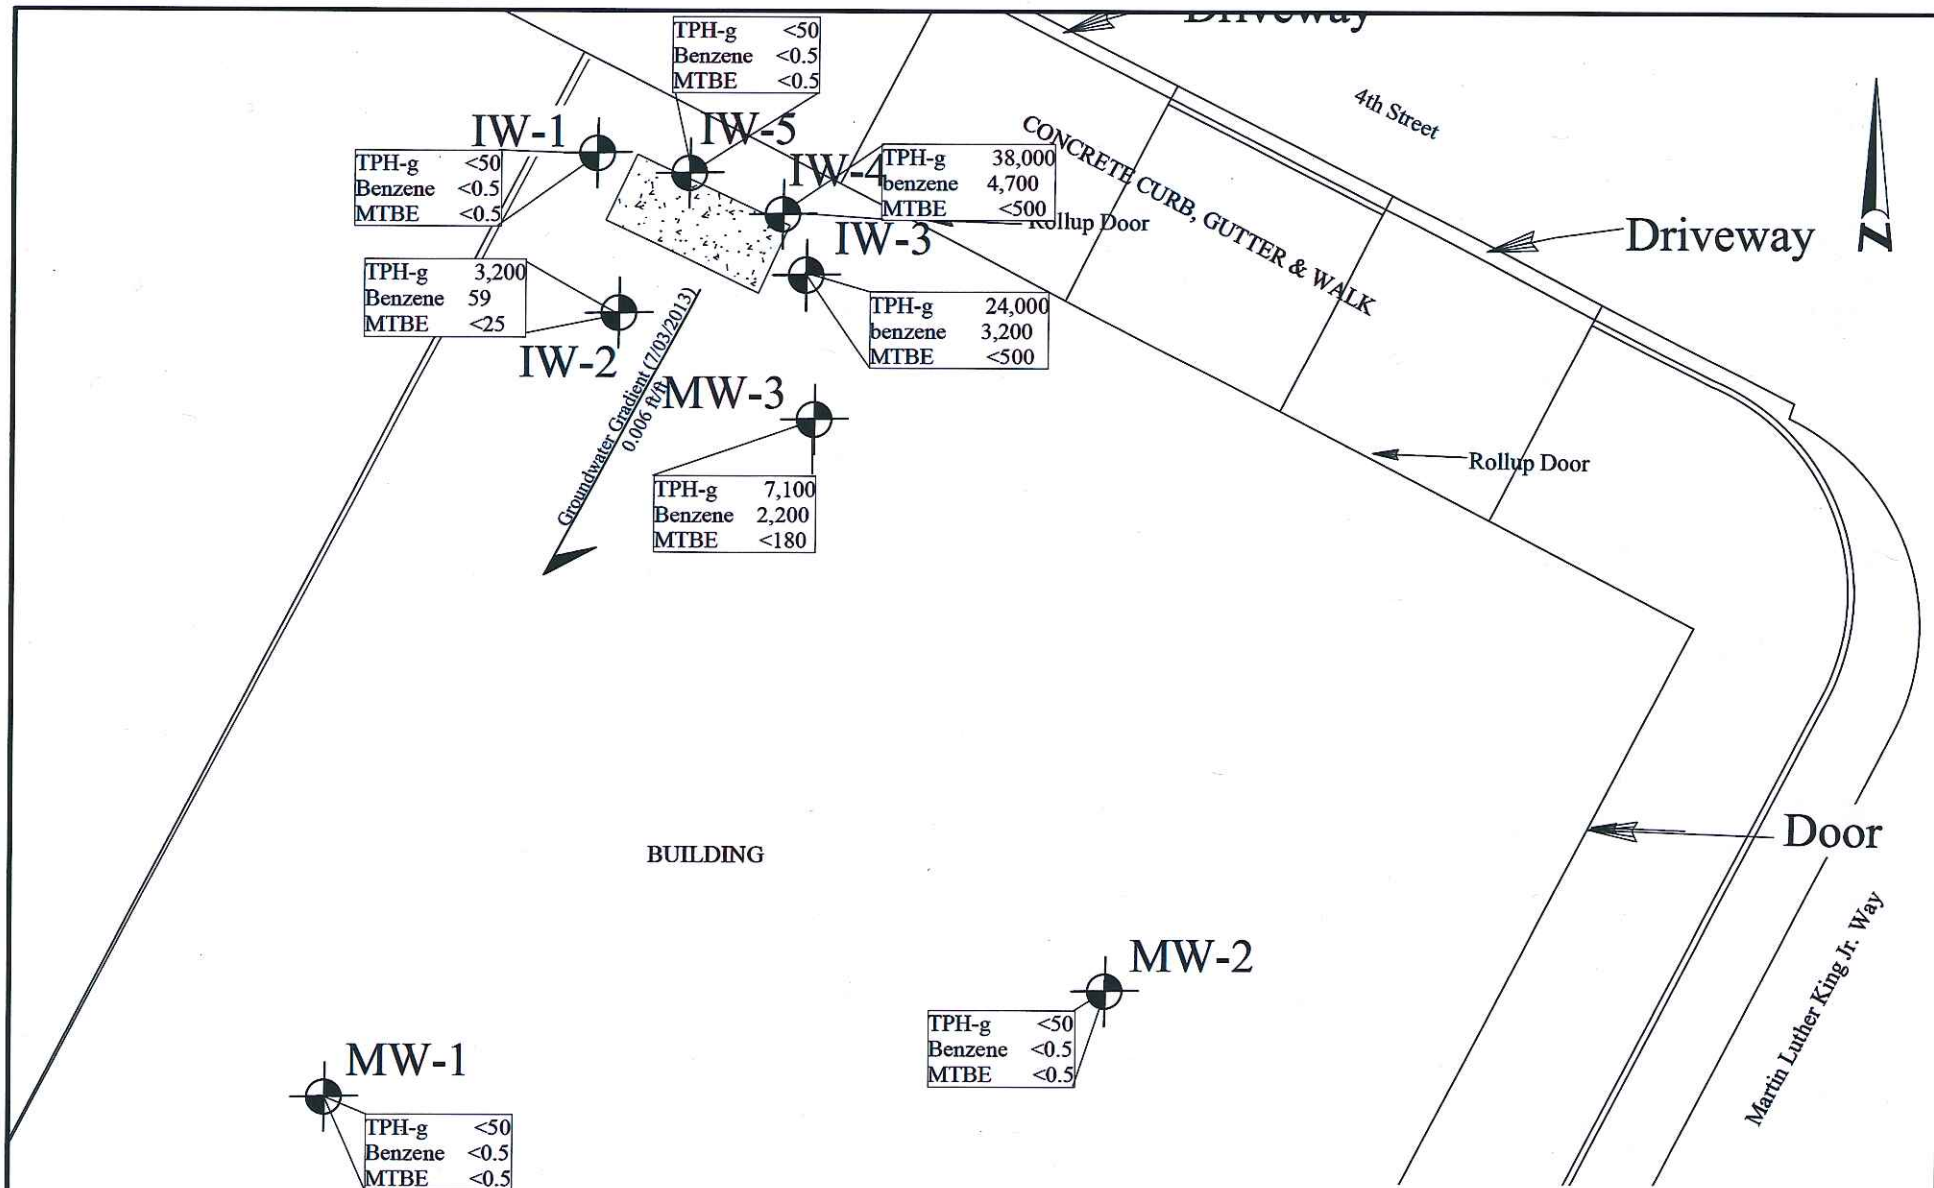 Driveway
TPH-g <50
Benzene <0.5
MTBE <0.5
4th Street
IW-1
IW-5
TPH-g <50
Benzene <0.5
MTBE <0.5
IW-4
TPH-g 38,000
benzene 4,700
MTBE <500
CONCRETE CURB, GUTTER & WALK
Rollup Door
Driveway
N
IW-3
TPH-g 3,200
Benzene 59
MTBE <25
IW-2
TPH-g 24,000
benzene 3,200
MTBE <500
Groundwater Gradient (7/03/2013)
0.006 ft/ft
MW-3
TPH-g 7,100
Benzene 2,200
MTBE <180
Rollup Door
BUILDING
Door
Martin Luther King Jr. Way
MW-2
TPH-g <50
Benzene <0.5
MTBE <0.5
MW-1
TPH-g <50
Benzene <0.5
MTBE <0.5